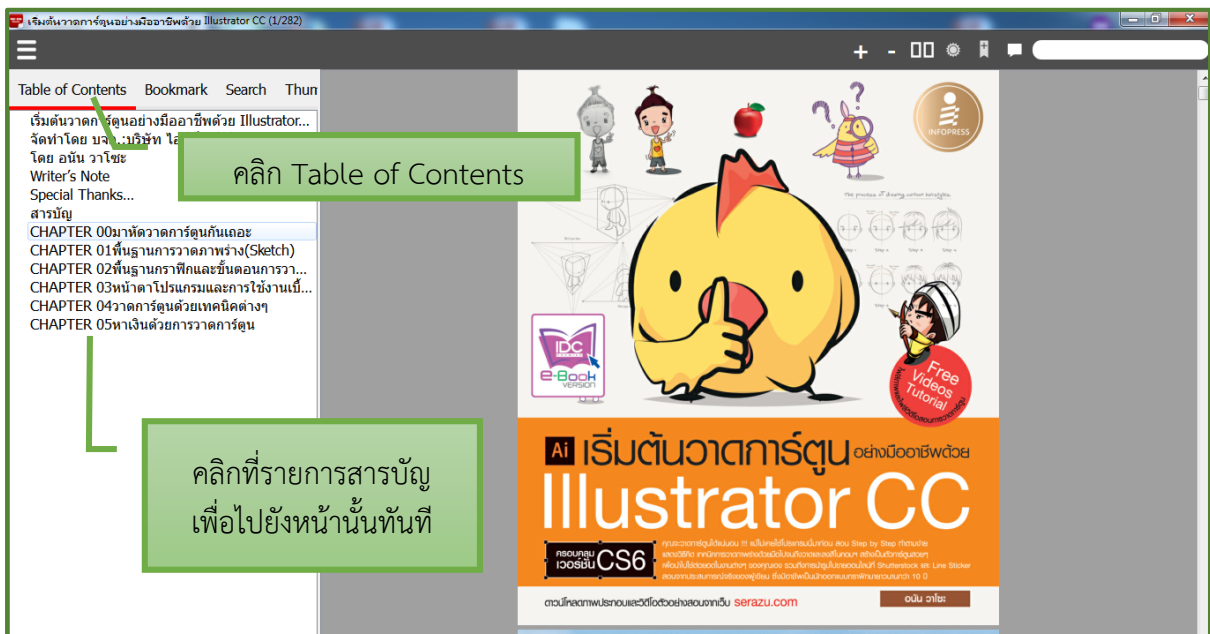 เริ่มต้นวาดการ์ตูนอย่างมืออาชีพด้วย Illustrator CC (1/282)
Table of Contents Bookmark Search Thum
เริ่มต้นวาดการ์ตูนอย่างมืออาชีพด้วย Illustrator...
จัดทำโดย
โดย อนัน วาโซะ
Writer's Note
Special Thanks...
สารบัญ
CHAPTER 00มาหัดวาดการ์ตูนกันเถอะ
CHAPTER 01พื้นฐานการวาดภาพร่าง(Sketch)
CHAPTER 02พื้นฐานกราฟิกและขั้นตอนการวา...
CHAPTER 03หน้าตาโปรแกรมและการใช้งานเบื้...
CHAPTER 04วาดการ์ตูนด้วยเทคนิคต่างๆ
CHAPTER 05หาเงินด้วยการวาดการ์ตูน
คลิก Table of Contents
คลิกที่รายการสารบัญ
เพื่อไปยังหน้านั้นทันที
INFOPRESS
The process of drawing cartoon
IDC
PREMIER
e-Book
VERSION
Free
Videos
Tutorial
Ai เริ่มต้นวาดการ์ตูน อย่างมืออาชีพด้วย
Illustrator CC
ครอบคลุม
เวอร์ชั่น CS6
ดาวน์โหลดภาพประกอบและวิดีโอตัวอย่างสอนจากเว็บ serazu.com
อนัน วาโซะ